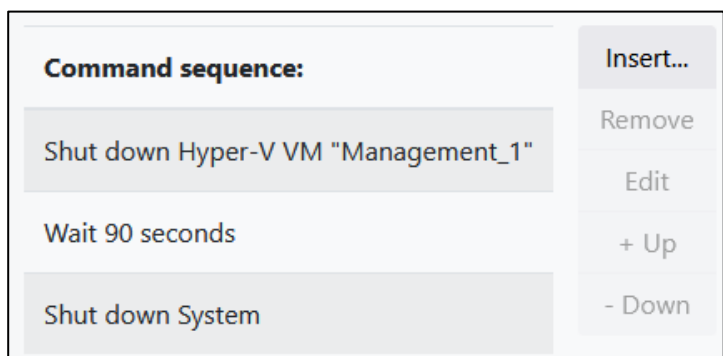 Command sequence:
Shut down Hyper-V VM "Management_1"
Wait 90 seconds
Shut down System
Insert...
Remove
Edit
+ Up
- Down